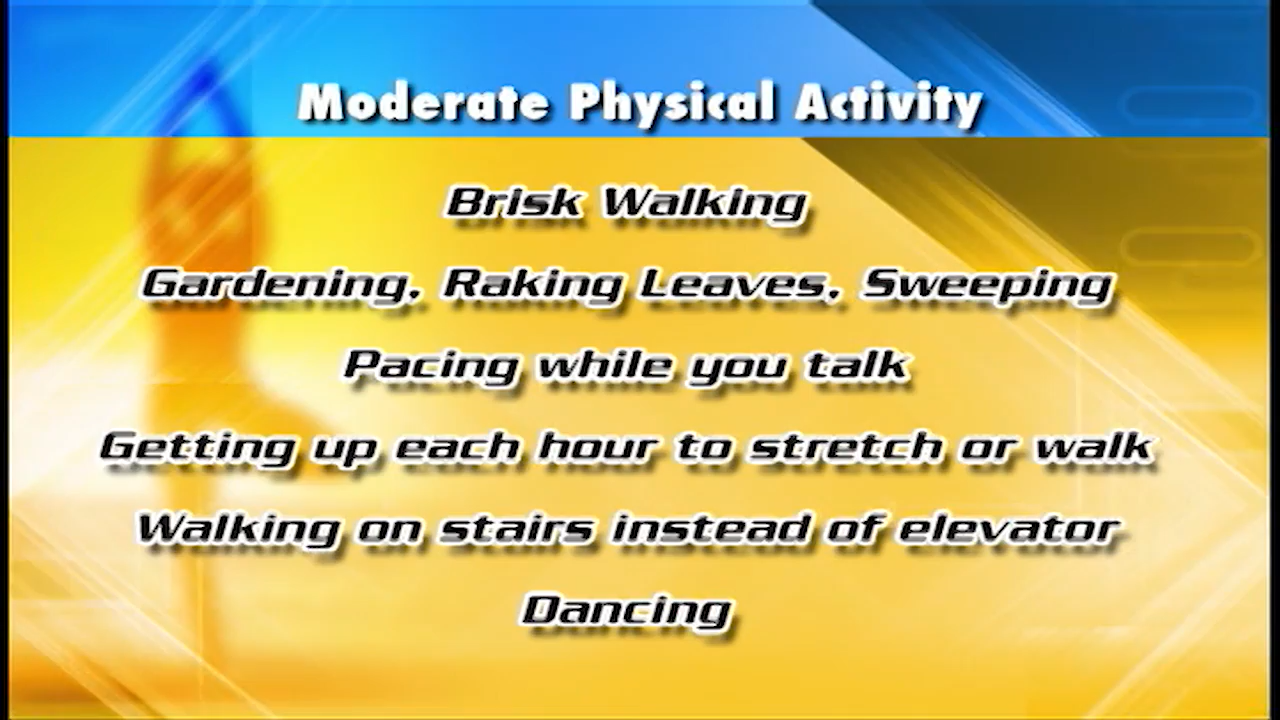 Moderate Physical Activity
Brisk Walking
Gardening, Raking Leaves, Sweeping
Pacing while you talk
Getting up each hour to stretch or walk
Walking on stairs instead of elevator
Dancing